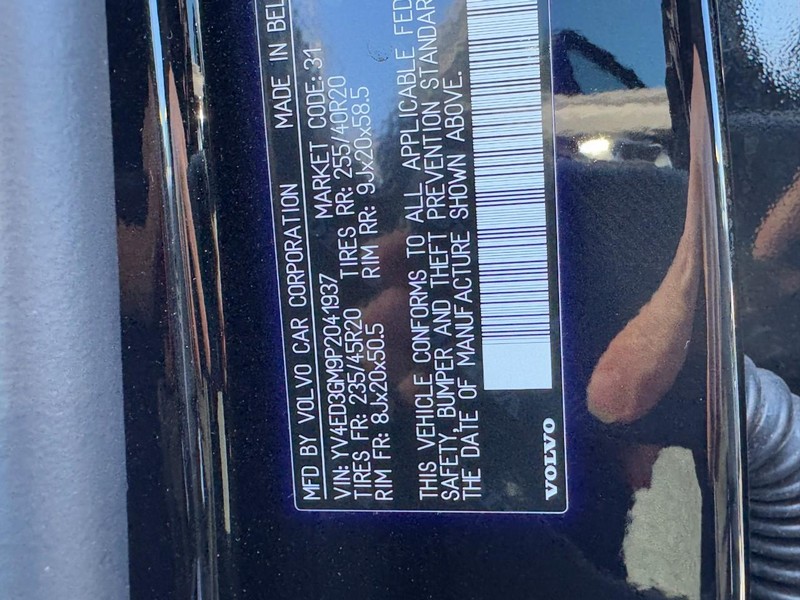 MFD BY VOLVO CAR CORPORATION MADE IN BEL
VIN: YV4ED3GM9P2041937 MARKET CODE: 31
TIRES FR: 235/45R20 TIRES RR: 255/40R20
RIM FR: 8Jx20x50.5 RIM RR: 9Jx20x58.5
THIS VEHICLE CONFORMS TO ALL APPLICABLE FED
SAFETY, BUMPER AND THEFT PREVENTION STANDAR
THE DATE OF MANUFACTURE SHOWN ABOVE.
VOLVO